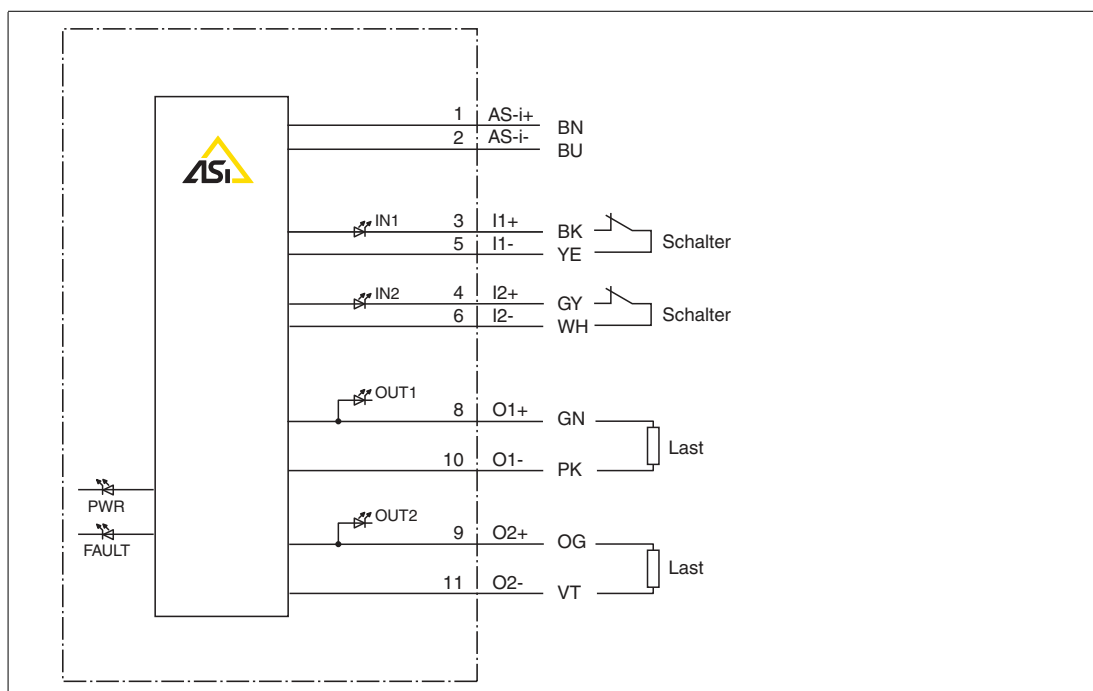 1 AS-i+ BN
2 AS-i- BU
ASi
IN1 3 I1+ BK
5 I1- YE
Schalter
IN2 4 I2+ GY
6 I2- WH
Schalter
OUT1
8 O1+ GN
Last
10 O1- PK
PWR
OUT2
9 O2+ OG
FAULT
Last
11 O2- VT